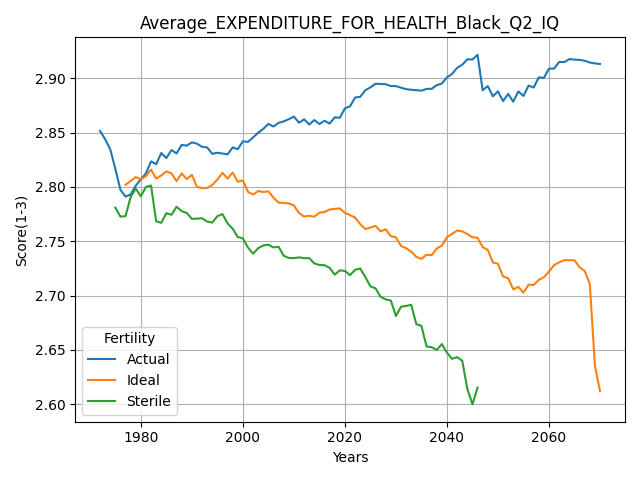 Average_EXPENDITURE_FOR_HEALTH_Black_Q2_IQ
Score(1-3)
2.90
2.85
2.80
2.75
2.70
2.65
2.60
Fertility
Actual
Ideal
Sterile
1980
2000
2020
2040
2060
Years